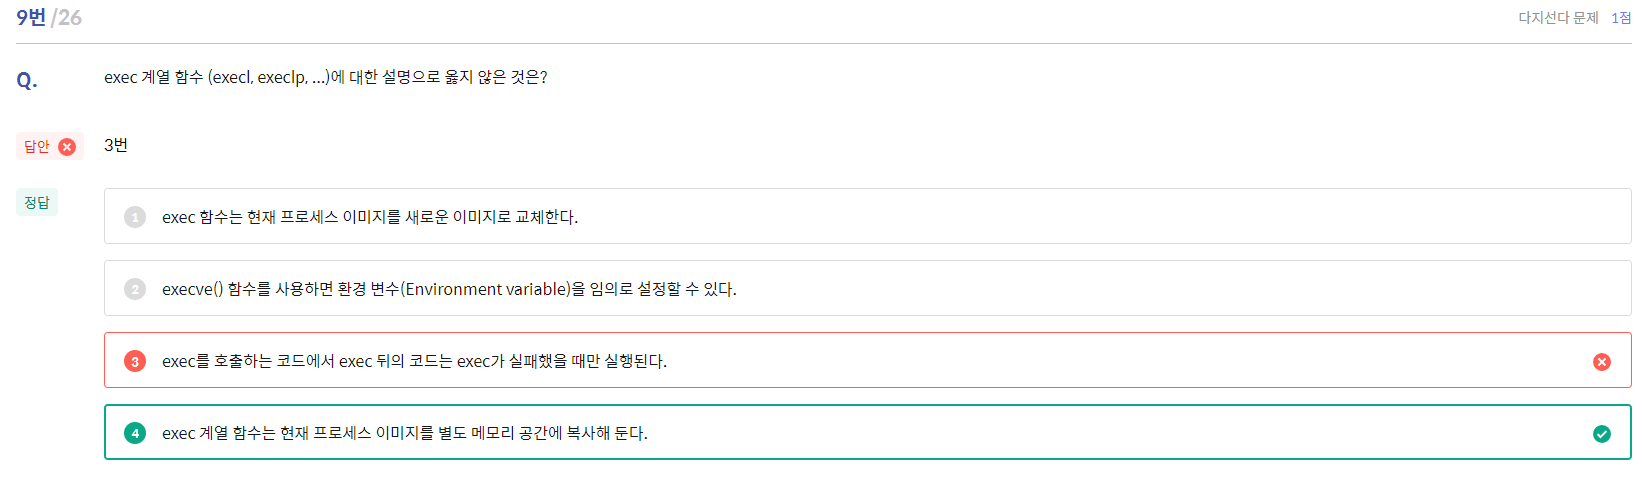 9번 /26
다지선다 문제 1점
Q. exec 계열 함수 (execl, execlp, ...)에 대한 설명으로 옳지 않은 것은?
답안 3번
정답
1 exec 함수는 현재 프로세스 이미지를 새로운 이미지로 교체한다.
2 execve() 함수를 사용하면 환경 변수(Environment variable)을 임의로 설정할 수 있다.
3 exec를 호출하는 코드에서 exec 뒤의 코드는 exec가 실패했을 때만 실행된다.
4 exec 계열 함수는 현재 프로세스 이미지를 별도 메모리 공간에 복사해 둔다.